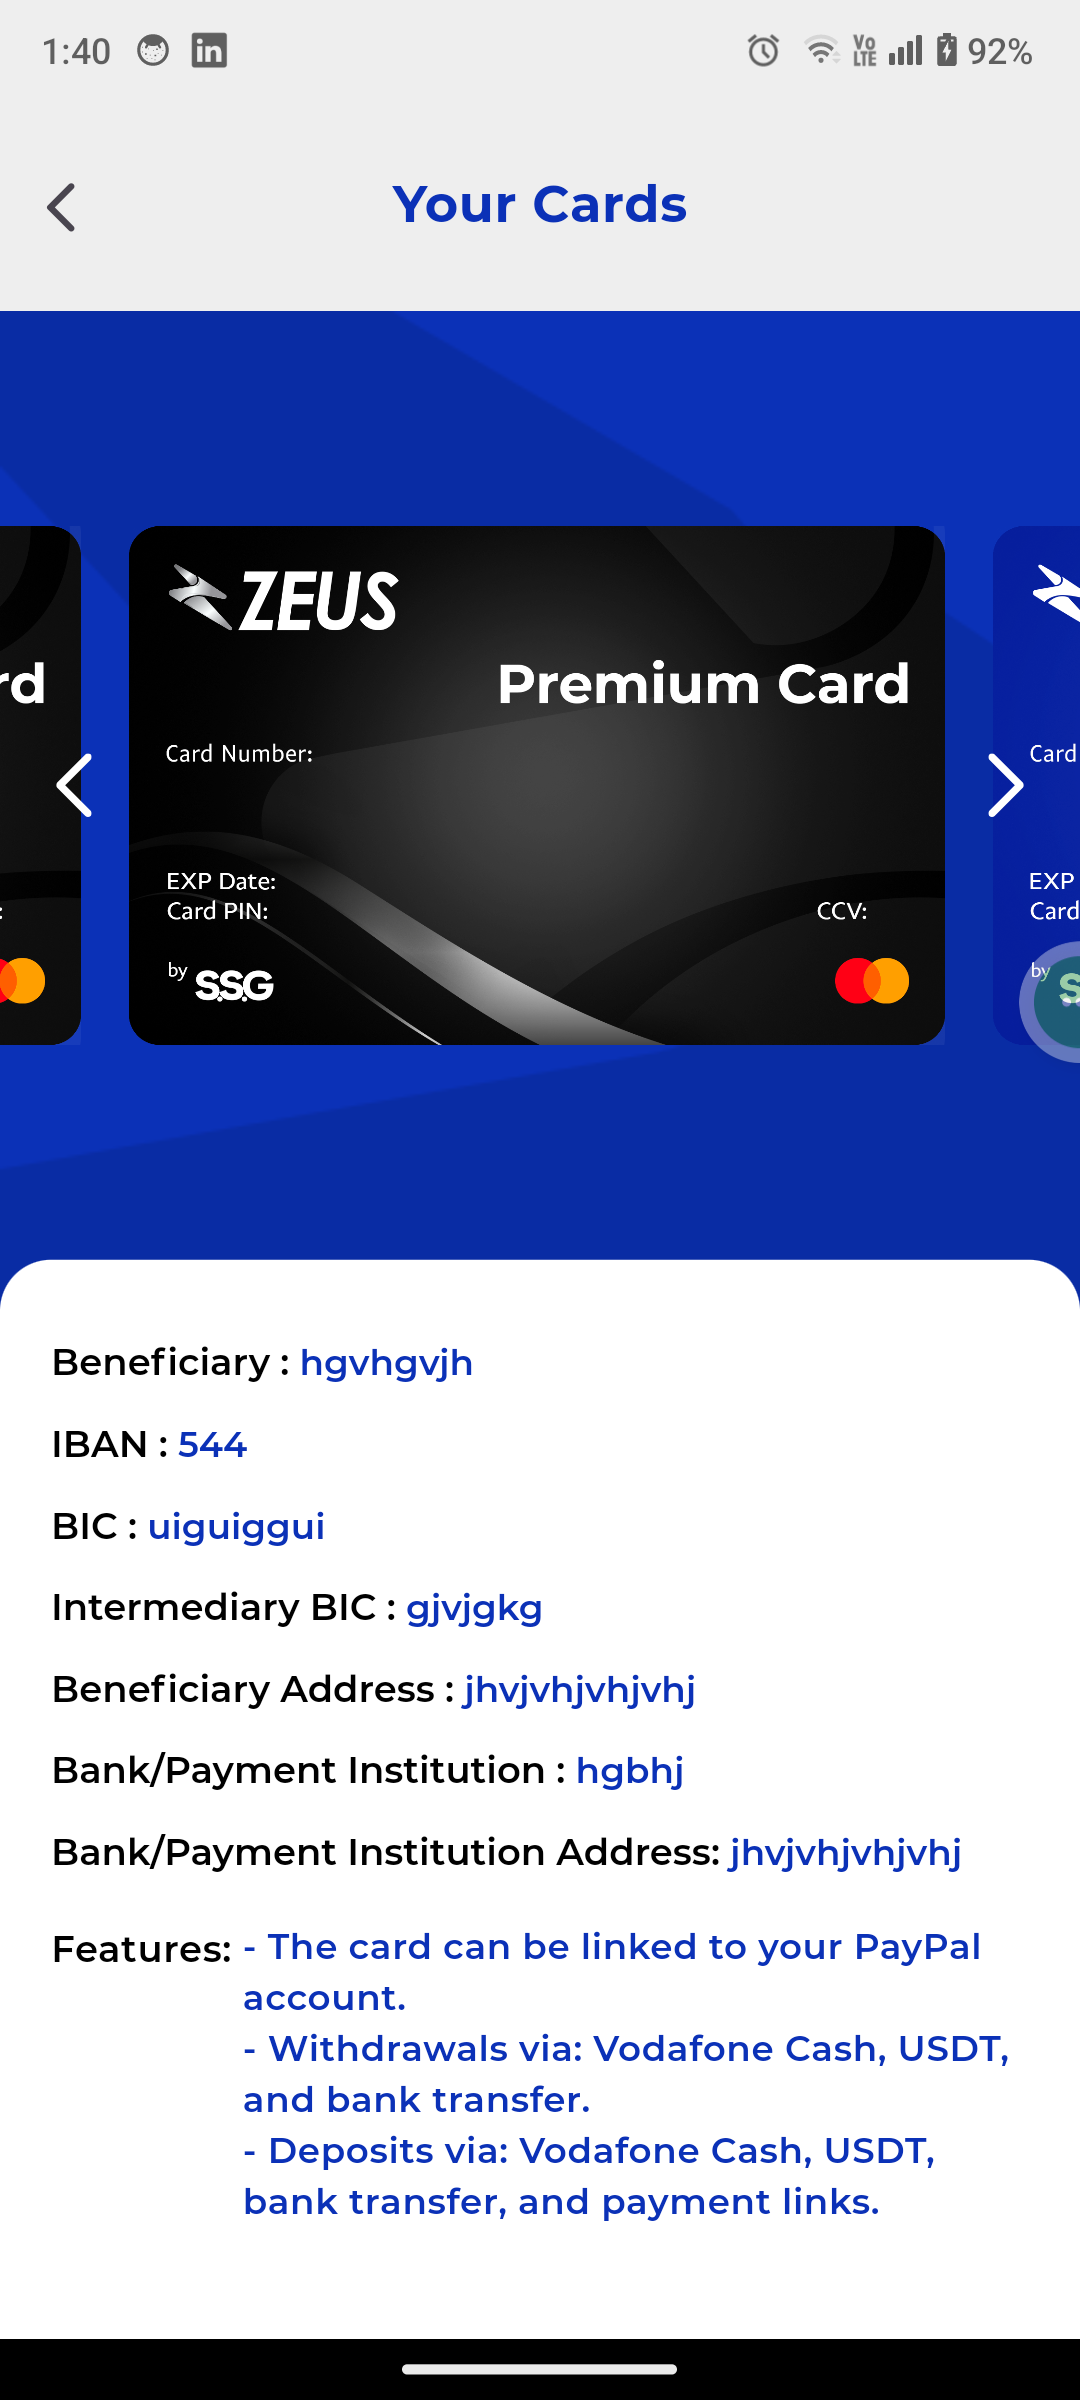 1:40
in
Vo LTE
92%
Your Cards
rd
ZEUS
Premium Card
Card Number:
Card
EXP Date:
Card PIN:
CCV:
EXP
Card
by SSG
by S
Beneficiary : hgvhgvjh
IBAN : 544
BIC : uiguiggui
Intermediary BIC : gjvjgkg
Beneficiary Address : jhvjvhjvhjvhj
Bank/Payment Institution : hgbhj
Bank/Payment Institution Address: jhvjvhjvhjvhj
Features: - The card can be linked to your PayPal
account.
- Withdrawals via: Vodafone Cash, USDT,
and bank transfer.
- Deposits via: Vodafone Cash, USDT,
bank transfer, and payment links.